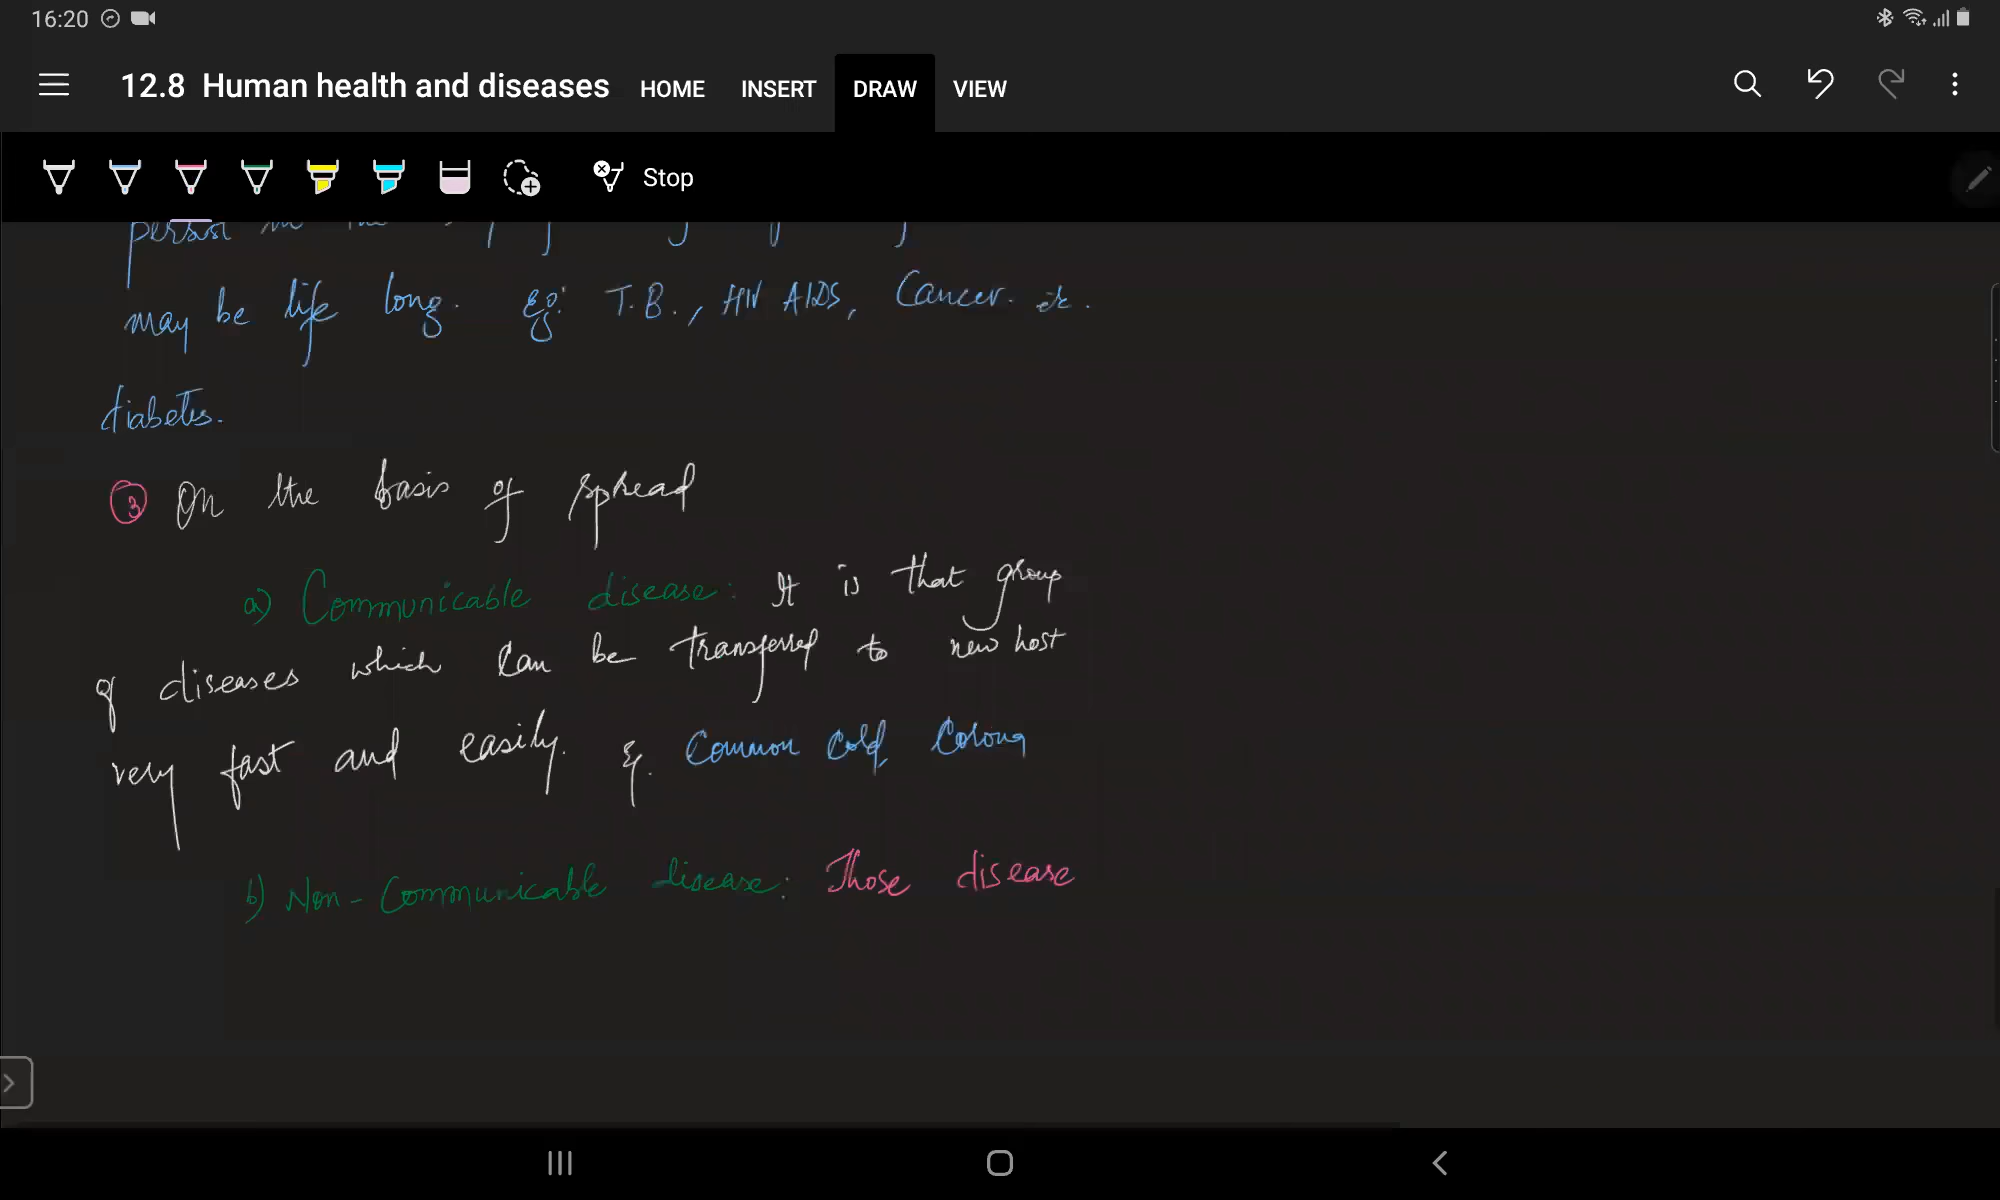 16:20
12.8 Human health and diseases HOME INSERT DRAW VIEW
Stop
persist in the
may be life long. eg: T.B., HIV AIDS, Cancer. etc.
diabetes.
③ On the basis of spread
a) Communicable disease: It is that group
of diseases which can be transferred to new host
very fast and easily. eg. Common Cold, Corona
b) Non-Communicable disease: Those disease